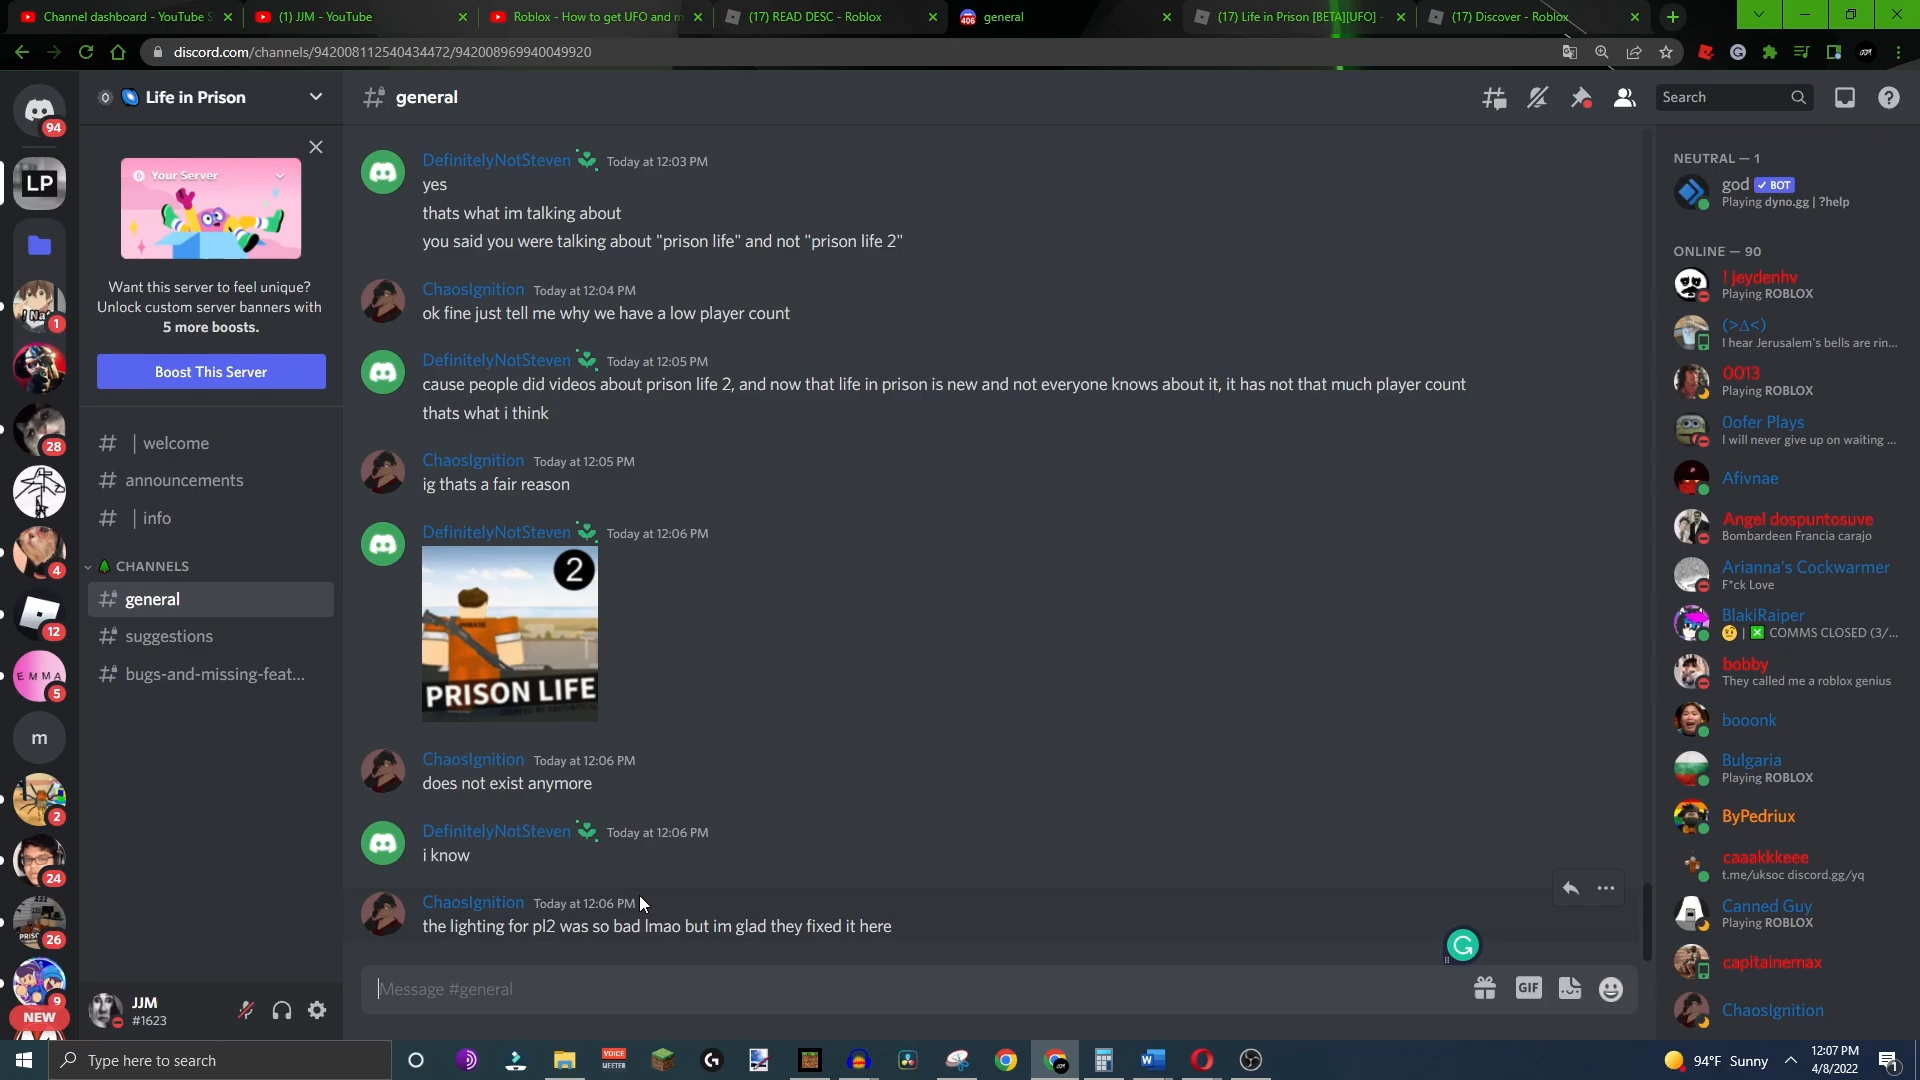 Channel dashboard - YouTube S
(1) JJM - YouTube
Roblox - How to get UFO and m
(17) READ DESC - Roblox
general
(17) Life in Prison [BETA][UFO] -
(17) Discover - Roblox
discord.com/channels/942008112540434472/942008969940049920
Life in Prison
general
Search
94
LP
1
28
4
12
EMMA
5
m
2
24
26
9
NEW
Your Server
Want this server to feel unique?
Unlock custom server banners with
5 more boosts.
Boost This Server
| welcome
announcements
| info
CHANNELS
general
suggestions
bugs-and-missing-feat...
JJM
#1623
DefinitelyNotSteven Today at 12:03 PM
yes
thats what im talking about
you said you were talking about "prison life" and not "prison life 2"
ChaosIgnition Today at 12:04 PM
ok fine just tell me why we have a low player count
DefinitelyNotSteven Today at 12:05 PM
cause people did videos about prison life 2, and now that life in prison is new and not everyone knows about it, it has not that much player count
thats what i think
ChaosIgnition Today at 12:05 PM
ig thats a fair reason
DefinitelyNotSteven Today at 12:06 PM
2
PRISON LIFE
ChaosIgnition Today at 12:06 PM
does not exist anymore
DefinitelyNotSteven Today at 12:06 PM
i know
ChaosIgnition Today at 12:06 PM
the lighting for pl2 was so bad lmao but im glad they fixed it here
Message #general
GIF
NEUTRAL — 1
god BOT
Playing dyno.gg | ?help
ONLINE — 90
! jeydenhv
Playing ROBLOX
(>∆<)
I hear Jerusalem's bells are rin...
0013
Playing ROBLOX
0ofer Plays
I will never give up on waiting ...
Afivnae
Angel dospuntosuve
Bombardeen Francia carajo
Arianna's Cockwarmer
F*ck Love
BlakiRaiper
| COMMS CLOSED (3/...
bobby
They called me a roblox genius
booonk
Bulgaria
Playing ROBLOX
ByPedriux
caaakkkeee
t.me/uksoc discord.gg/yq
Canned Guy
Playing ROBLOX
capitainemax
ChaosIgnition
Type here to search
VOICE
MEETER
94°F Sunny
12:07 PM
4/8/2022
1